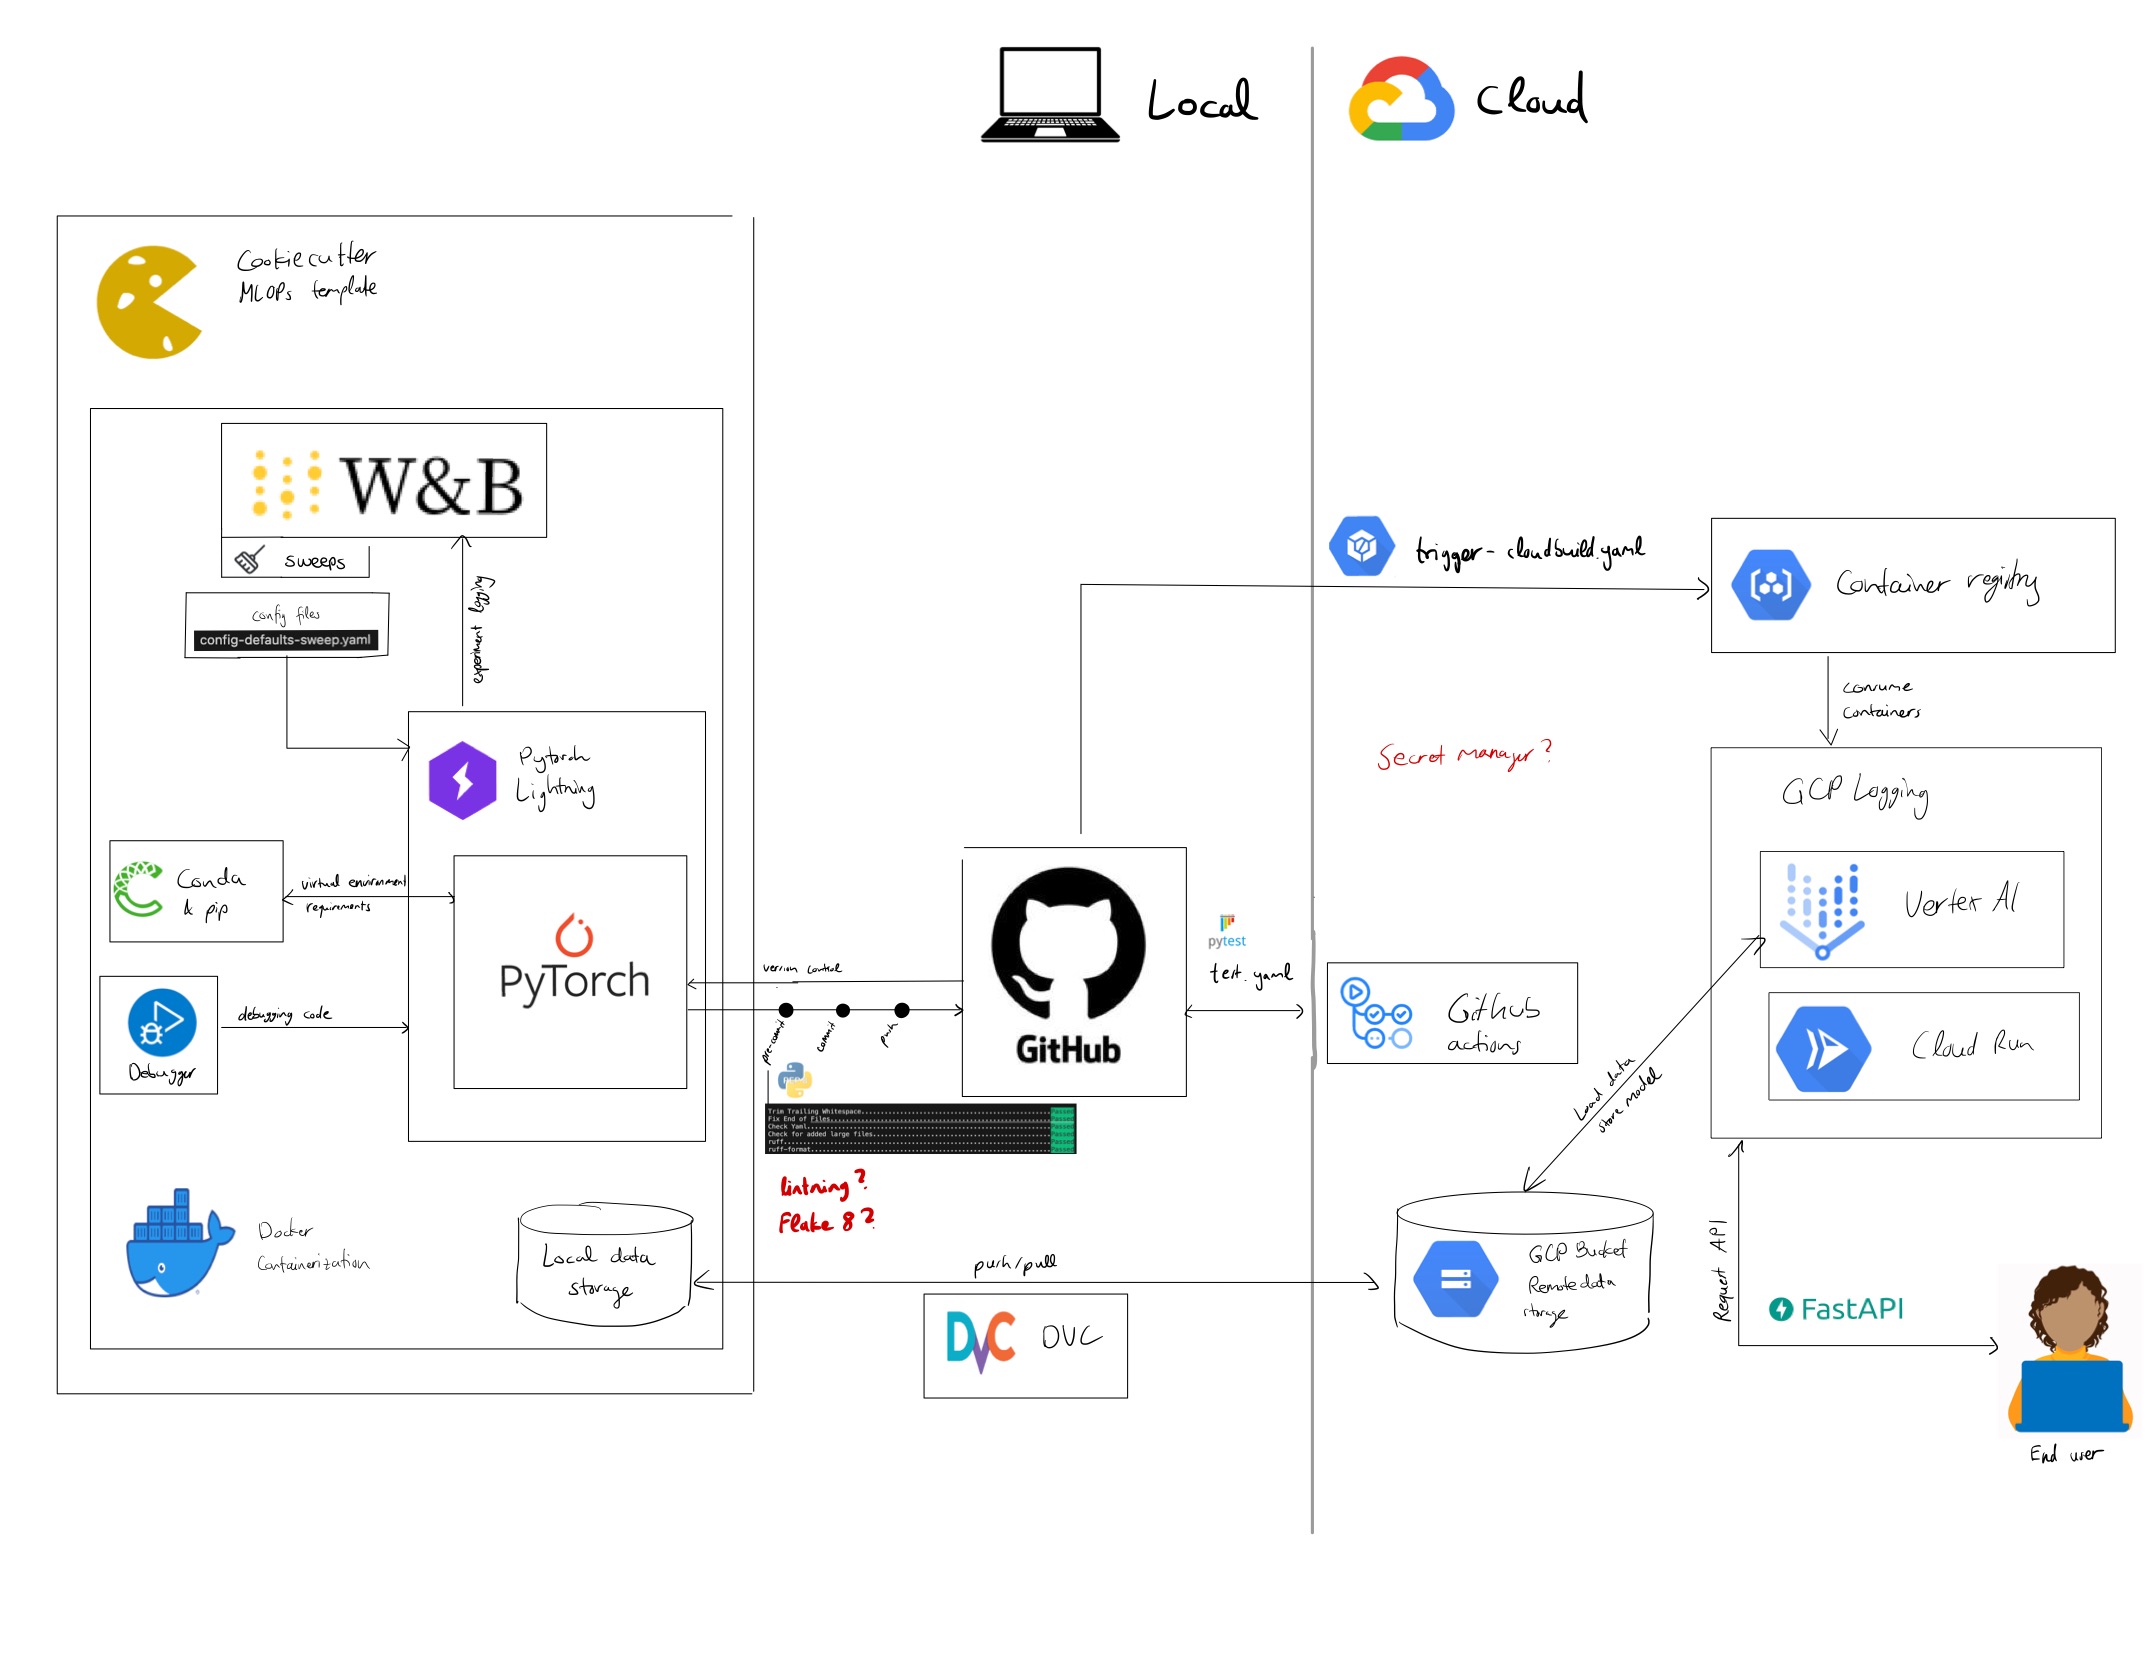 Local
Cloud
Cookiecutter
MLOPs template
W&B
sweeps
config files
config-defaults-sweep.yaml
experiment logging
Pytorch
Lightning
Conda
& pip
virtual environment
requirements
PyTorch
Debugger
debugging code
Docker
Containerization
Local data
storage
version control
pre-commit
commit
push
Trim Trailing Whitespace Passed
Fix End of Files Passed
Check Yaml Passed
Check for added large files Passed
ruff Passed
ruff-format Passed
lintning?
Flake 8?
GitHub
pytest
test.yaml
push/pull
DVC
DVC
trigger-cloudbuild.yaml
Container registry
Consume
Containers
Secret manager?
GCP Logging
Vertex AI
Cloud Run
Github
actions
Load data
store model
GCP Bucket
Remote data
storage
Request API
FastAPI
End user